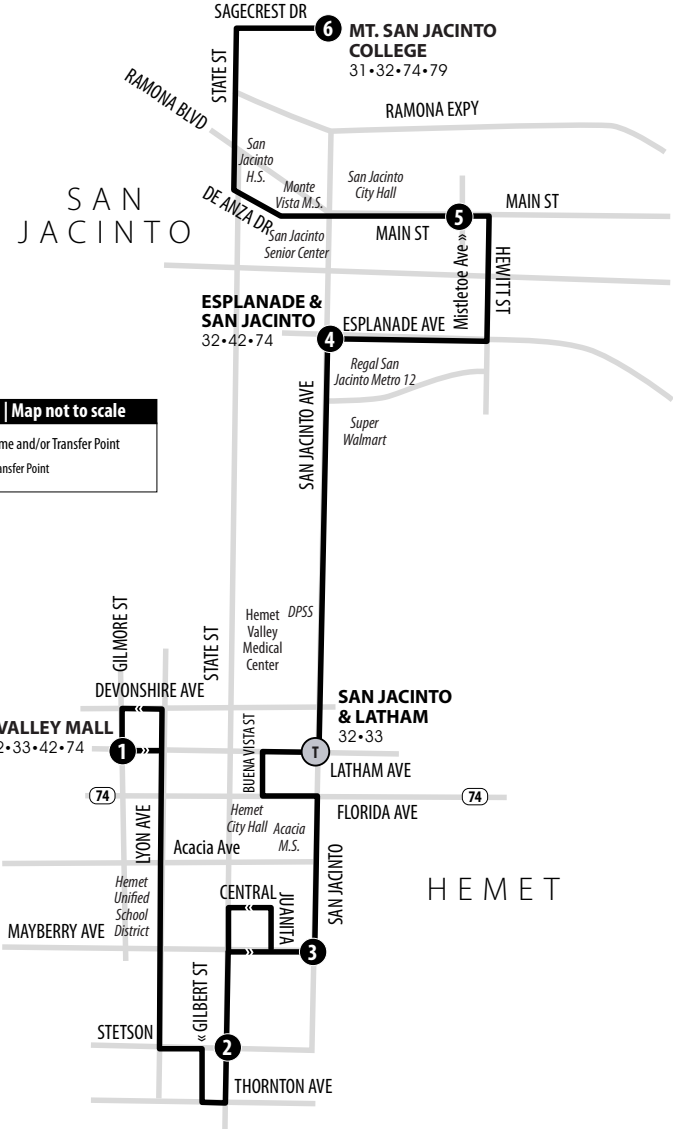 SAGECREST DR
6
MT. SAN JACINTO
COLLEGE
31•32•74•79
STATE ST
RAMONA BLVD
RAMONA EXPY
San
Jacinto
H.S.
SAN
JACINTO
DE ANZA DR
Monte
Vista M.S.
San Jacinto
City Hall
MAIN ST
5
MAIN ST
San Jacinto
Senior Center
Mistletoe Ave »
HEWITT ST
ESPLANADE &
SAN JACINTO
32•42•74
4
ESPLANADE AVE
Regal San
Jacinto Metro 12
SAN JACINTO AVE
Super
Walmart
| Map not to scale
me and/or Transfer Point
ansfer Point
GILMORE ST
STATE ST
Hemet
Valley
Medical
Center
DPSS
DEVONSHIRE AVE
«
VALLEY MALL
2•33•42•74
1
»
BUENA VISTA ST
SAN JACINTO
& LATHAM
32•33
T
LATHAM AVE
74
74
FLORIDA AVE
LYON AVE
Hemet
City Hall
Acacia
M.S.
Acacia Ave
Hemet
Unified
School
District
CENTRAL
«
JUANITA
SAN JACINTO
HEMET
MAYBERRY AVE
»
3
« GILBERT ST
STETSON
2
THORNTON AVE